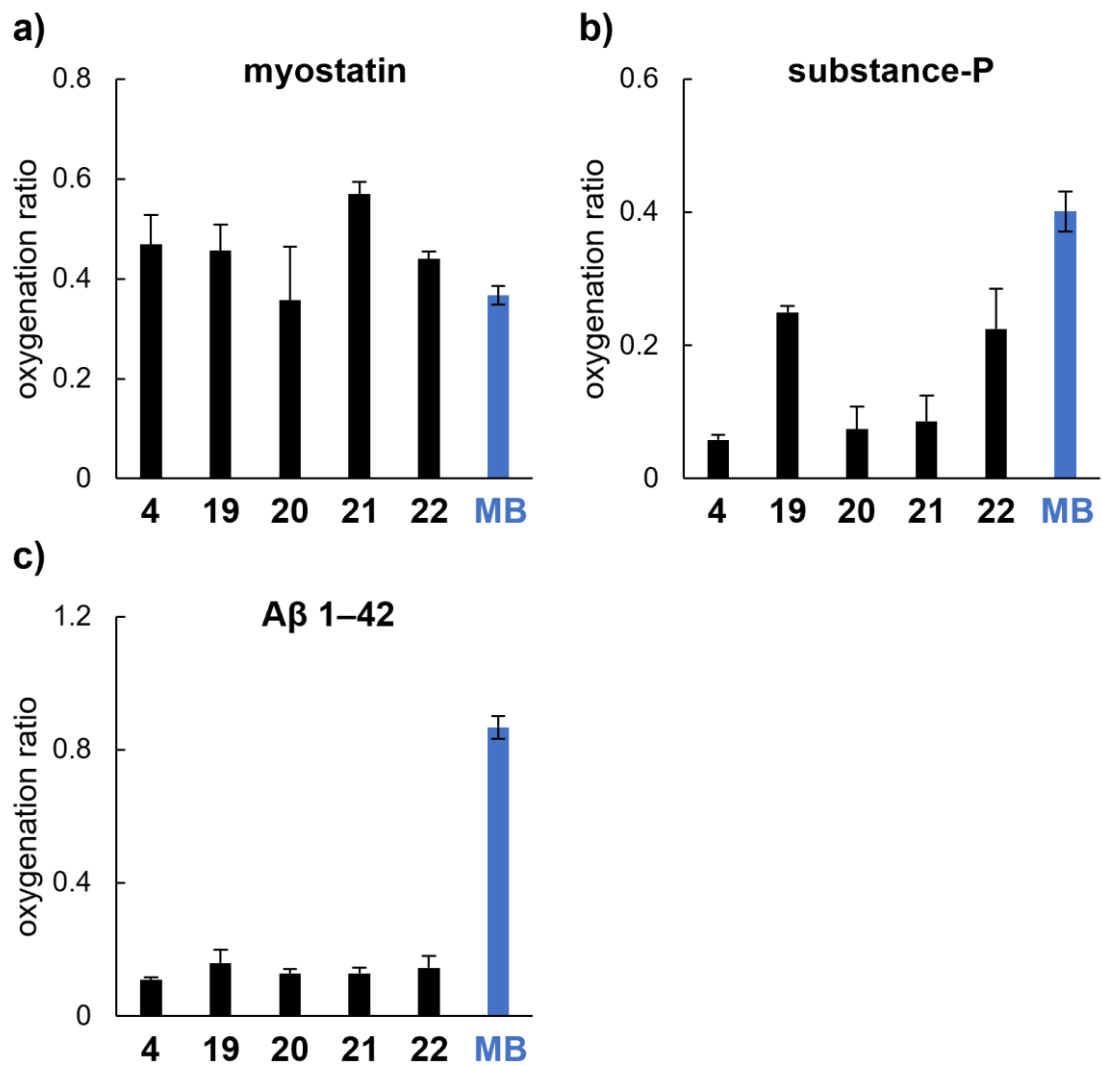 a)
myostatin
oxygenation ratio
0.8
0.6
0.4
0.2
0
4 19 20 21 22 MB
b)
substance-P
oxygenation ratio
0.6
0.4
0.2
0
4 19 20 21 22 MB
c)
Aβ 1–42
oxygenation ratio
1.2
0.8
0.4
0
4 19 20 21 22 MB